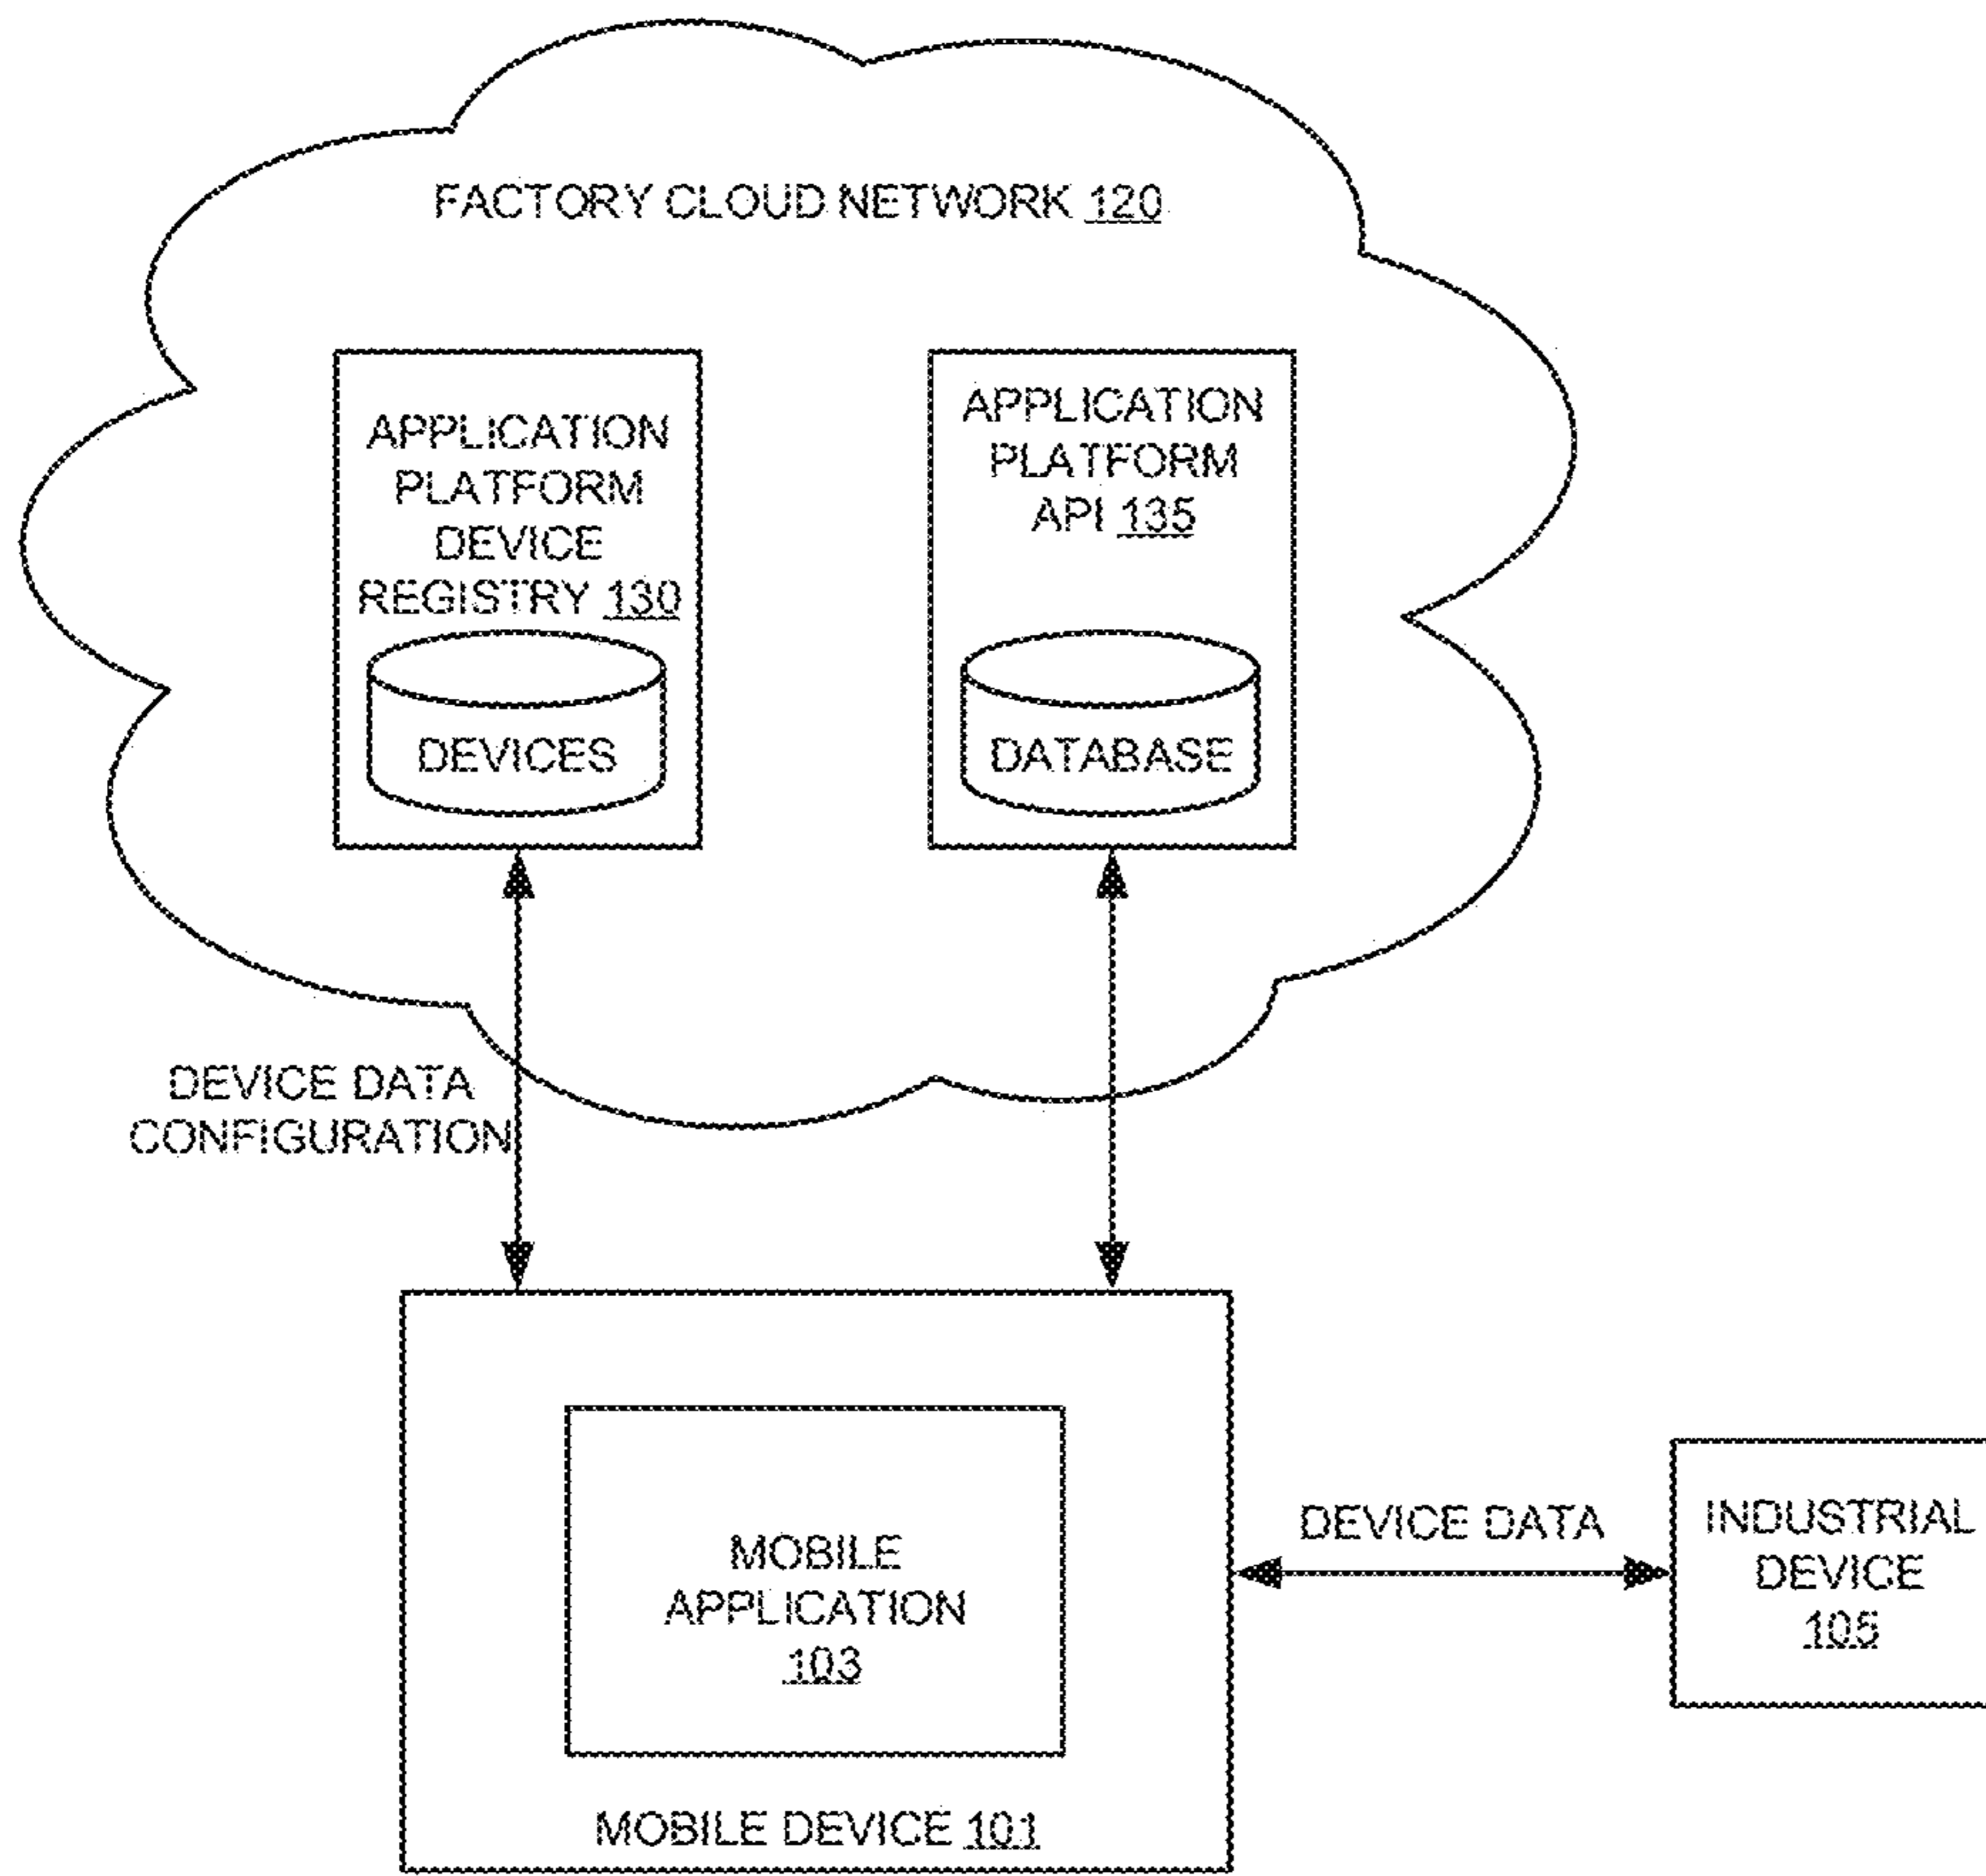 FACTORY CLOUD NETWORK 120
APPLICATION
PLATFORM
DEVICE
REGISTRY 130
DEVICES
APPLICATION
PLATFORM
API 135
DATABASE
DEVICE DATA
CONFIGURATION
MOBILE
APPLICATION
103
MOBILE DEVICE 101
DEVICE DATA
INDUSTRIAL
DEVICE
105